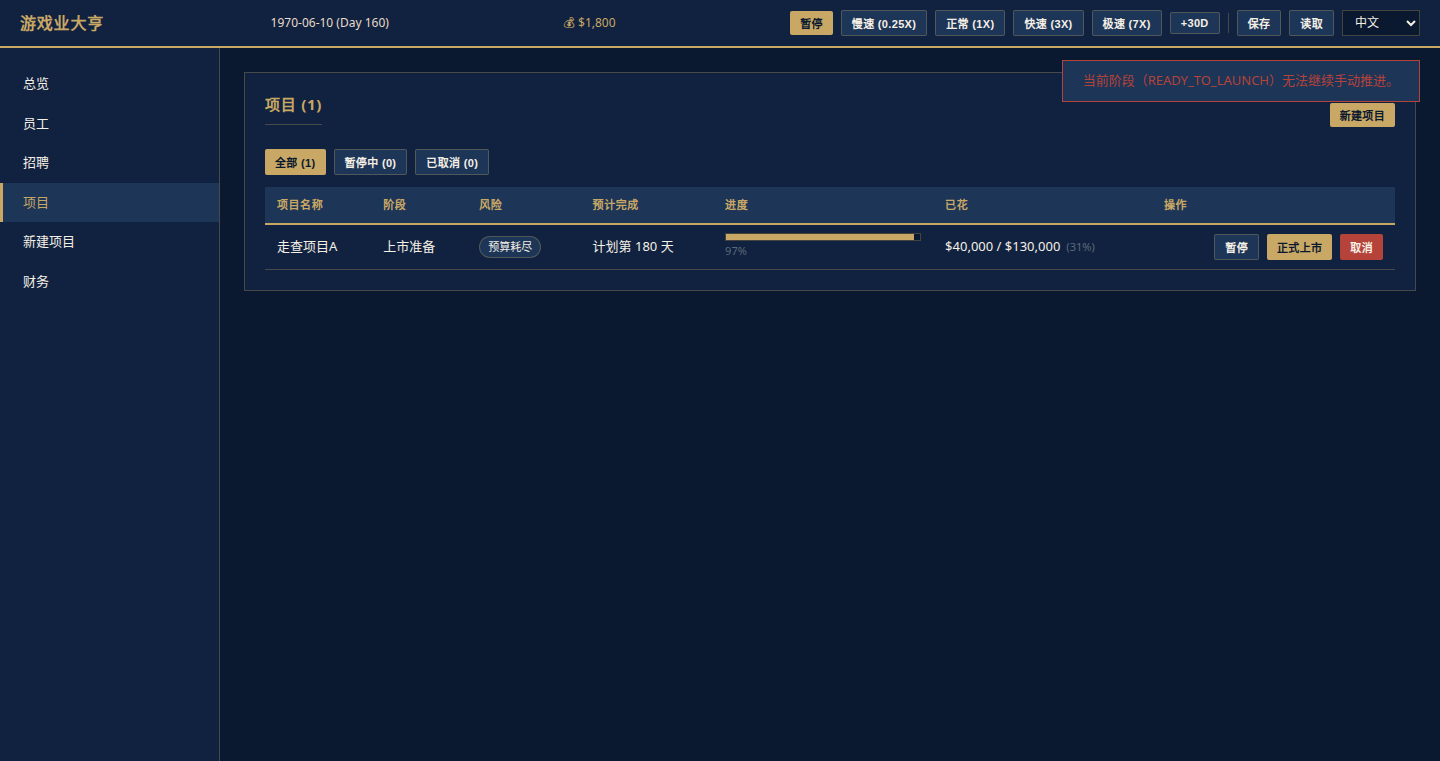 游戏业大亨
1970-06-10 (Day 160)
💰 $1,800
暂停
慢速 (0.25X)
正常 (1X)
快速 (3X)
极速 (7X)
+30D
保存
读取
中文
总览
员工
招聘
项目
新建项目
财务
当前阶段（READY_TO_LAUNCH）无法继续手动推进。
项目 (1)
新建项目
全部 (1)
暂停中 (0)
已取消 (0)
项目名称 阶段 风险 预计完成 进度 已花 操作
走查项目A 上市准备 预算耗尽 计划第 180 天 97% $40,000 / $130,000 (31%) 暂停 正式上市 取消